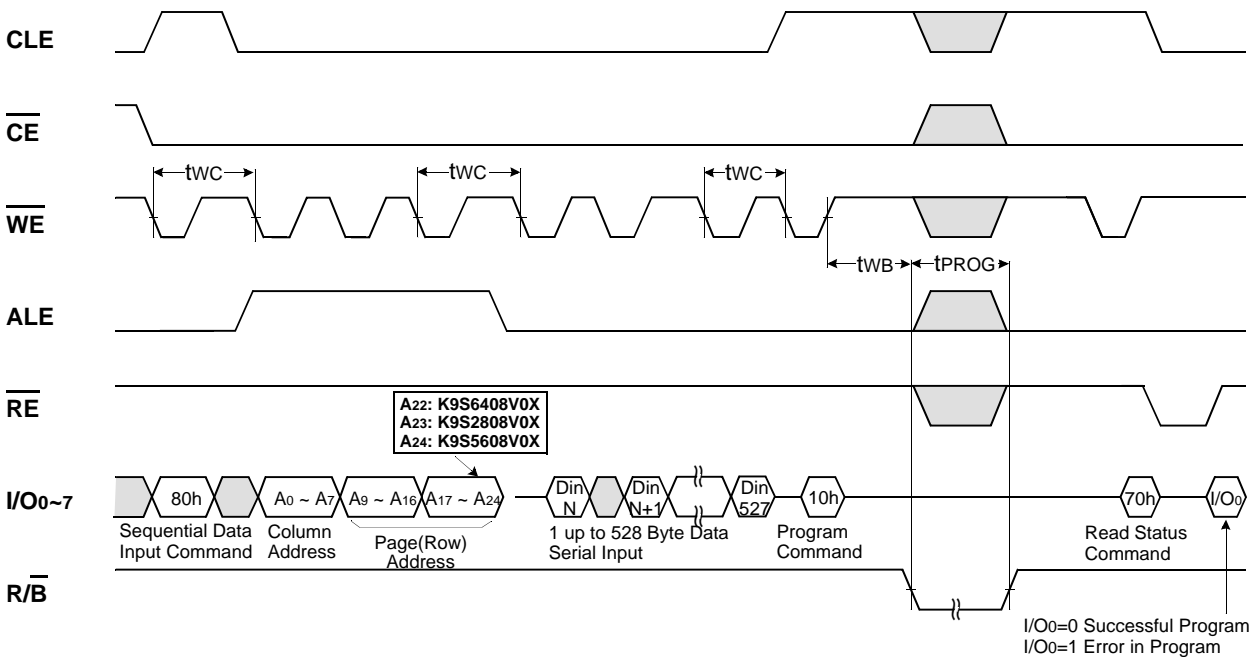 CLE
CE
tWC
tWC
tWC
WE
tWB
tPROG
ALE
RE
A22: K9S6408V0X
A23: K9S2808V0X
A24: K9S5608V0X
I/O0~7
80h
A0 ~ A7
A9 ~ A16
A17 ~ A24
Din
N
Din
N+1
Din
527
10h
70h
I/O0
Sequential Data
Input Command
Column
Address
Page(Row)
Address
1 up to 528 Byte Data
Serial Input
Program
Command
Read Status
Command
R/B
I/O0=0 Successful Program
I/O0=1 Error in Program